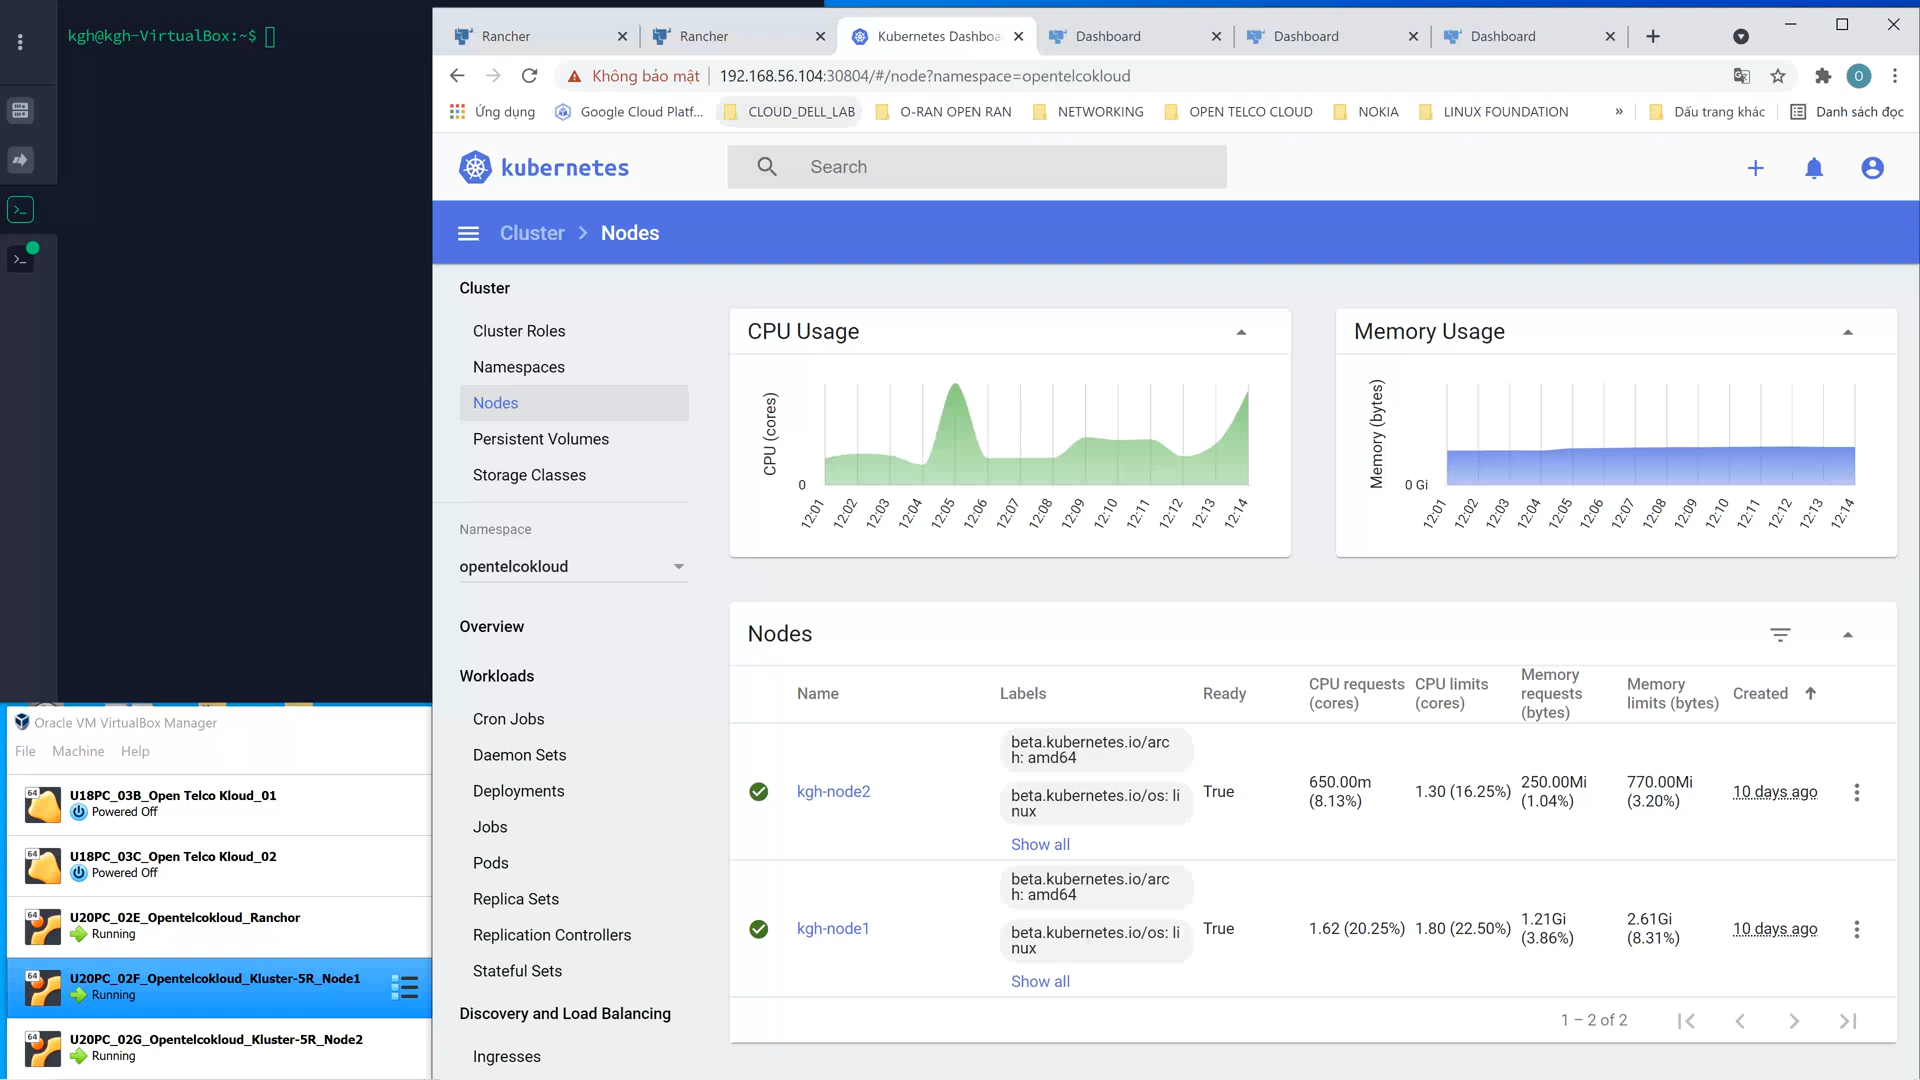 kgh@kgh-VirtualBox:~$
Rancher
Rancher
Kubernetes Dashboa
Dashboard
Dashboard
Dashboard
Không bảo mật
192.168.56.104:30804/#/node?namespace=opentelcokloud
O
Ứng dụng
Google Cloud Platf...
CLOUD_DELL_LAB
O-RAN OPEN RAN
NETWORKING
OPEN TELCO CLOUD
NOKIA
LINUX FOUNDATION
»
Dấu trang khác
Danh sách đọc
kubernetes
Search
Cluster
Nodes
Cluster
Cluster Roles
Namespaces
Nodes
Persistent Volumes
Storage Classes
Namespace
opentelcokloud
Overview
Workloads
Cron Jobs
Daemon Sets
Deployments
Jobs
Pods
Replica Sets
Replication Controllers
Stateful Sets
Discovery and Load Balancing
Ingresses
CPU Usage
CPU (cores)
0
12:01 12:02 12:03 12:04 12:05 12:06 12:07 12:08 12:09 12:10 12:11 12:12 12:13 12:14
Memory Usage
Memory (bytes)
0 Gi
12:01 12:02 12:03 12:04 12:05 12:06 12:07 12:08 12:09 12:10 12:11 12:12 12:13 12:14
Nodes
Name
Labels
Ready
CPU requests
(cores)
CPU limits
(cores)
Memory
requests
(bytes)
Memory
limits (bytes)
Created
kgh-node2
beta.kubernetes.io/arc
h: amd64
beta.kubernetes.io/os: li
nux
Show all
True
650.00m
(8.13%)
1.30 (16.25%)
250.00Mi
(1.04%)
770.00Mi
(3.20%)
10 days ago
kgh-node1
beta.kubernetes.io/arc
h: amd64
beta.kubernetes.io/os: li
nux
Show all
True
1.62 (20.25%)
1.80 (22.50%)
1.21Gi
(3.86%)
2.61Gi
(8.31%)
10 days ago
1 – 2 of 2
Oracle VM VirtualBox Manager
File
Machine
Help
64
U18PC_03B_Open Telco Kloud_01
Powered Off
64
U18PC_03C_Open Telco Kloud_02
Powered Off
64
U20PC_02E_Opentelcokloud_Ranchor
Running
64
U20PC_02F_Opentelcokloud_Kluster-5R_Node1
Running
64
U20PC_02G_Opentelcokloud_Kluster-5R_Node2
Running